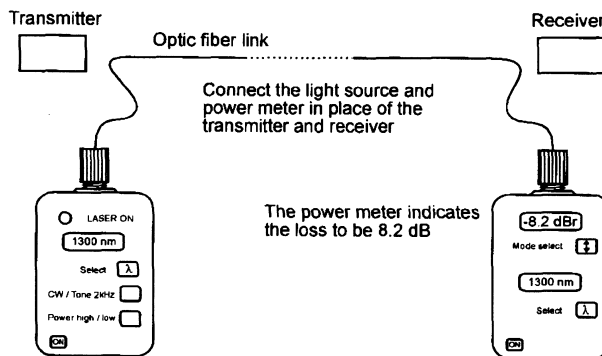 Transmitter
Receiver
Optic fiber link
Connect the light source and
power meter in place of the
transmitter and receiver
LASER ON
1300 nm
Select λ
CW / Tone 2kHz
Power high / low
ON
The power meter indicates
the loss to be 8.2 dB
-8.2 dBr
Mode select
1300 nm
Select λ
ON